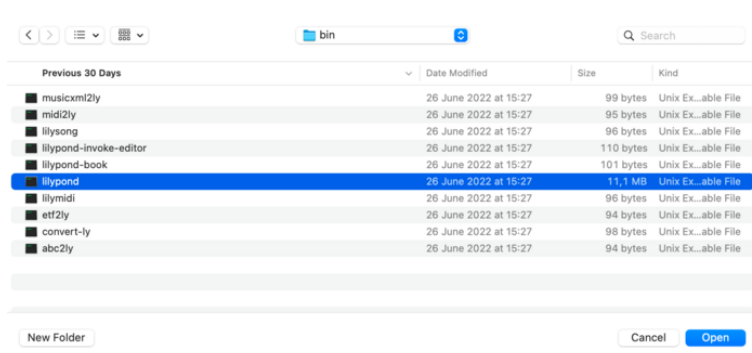 bin
Search
Previous 30 Days Date Modified Size Kind
musicxml2ly 26 June 2022 at 15:27 99 bytes Unix Ex...able File
midi2ly 26 June 2022 at 15:27 95 bytes Unix Ex...able File
lilysong 26 June 2022 at 15:27 96 bytes Unix Ex...able File
lilypond-invoke-editor 26 June 2022 at 15:27 110 bytes Unix Ex...able File
lilypond-book 26 June 2022 at 15:27 101 bytes Unix Ex...able File
lilypond 26 June 2022 at 15:27 11,1 MB Unix Ex...able File
lilymidi 26 June 2022 at 15:27 96 bytes Unix Ex...able File
etf2ly 26 June 2022 at 15:27 94 bytes Unix Ex...able File
convert-ly 26 June 2022 at 15:27 98 bytes Unix Ex...able File
abc2ly 26 June 2022 at 15:27 94 bytes Unix Ex...able File
New Folder Cancel Open